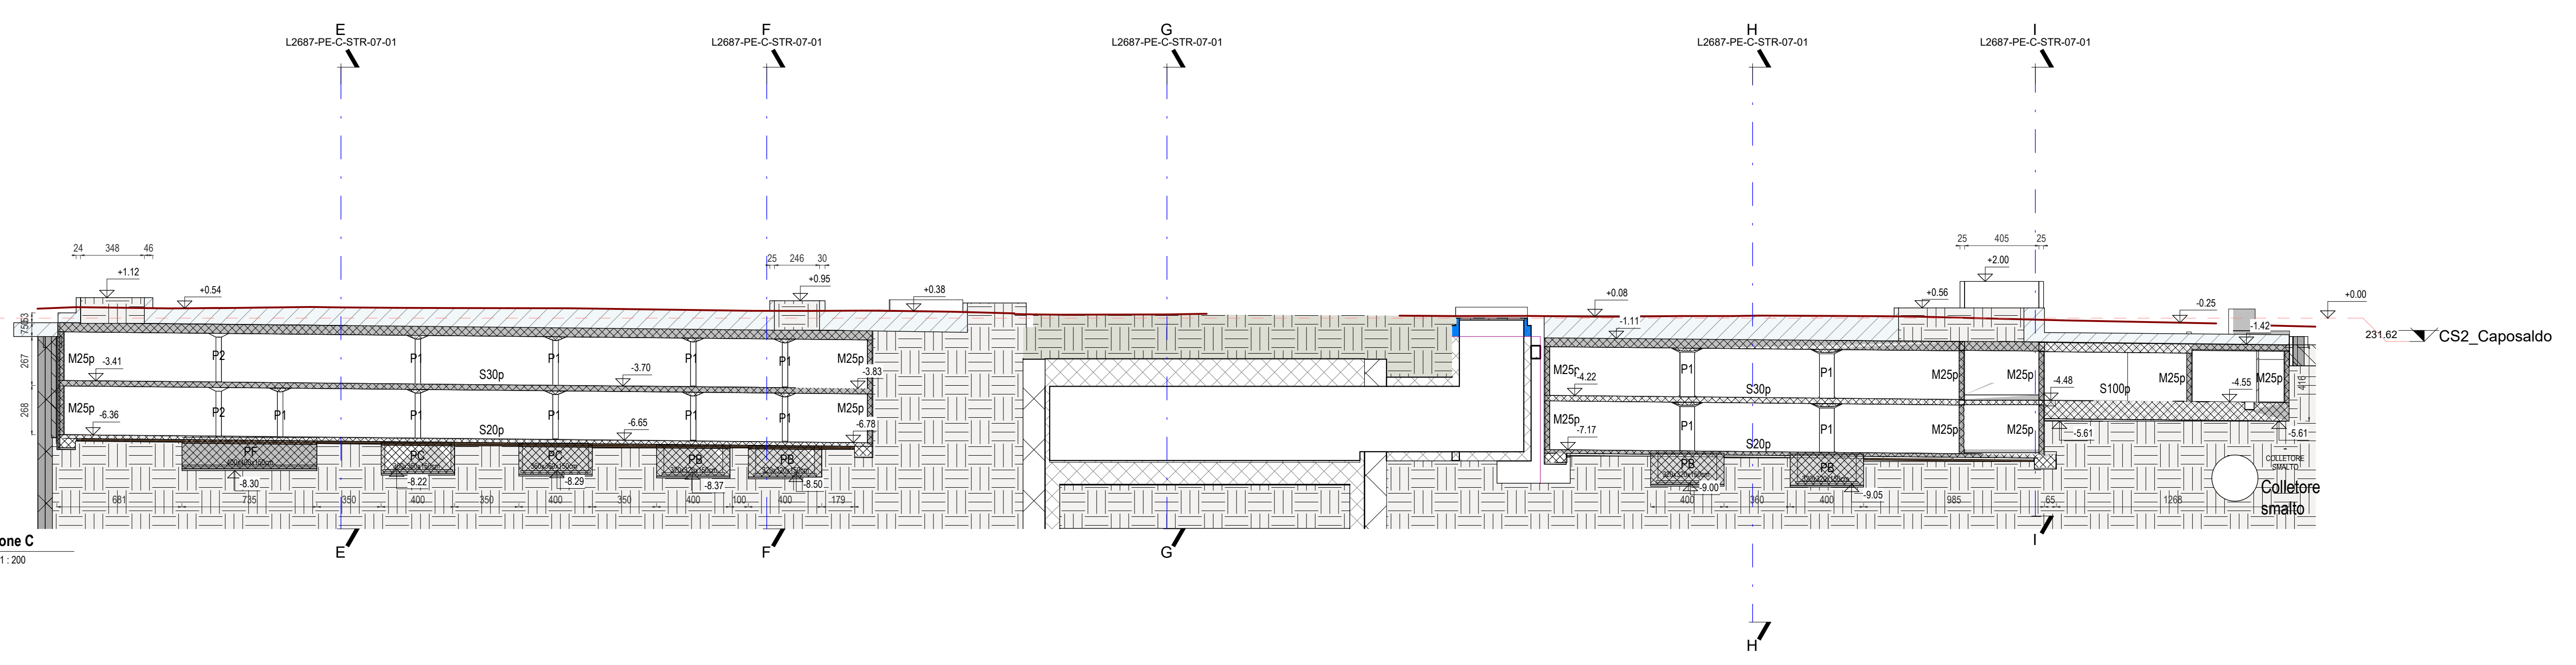 E
L2687-PE-C-STR-07-01
F
L2687-PE-C-STR-07-01
G
L2687-PE-C-STR-07-01
H
L2687-PE-C-STR-07-01
I
L2687-PE-C-STR-07-01
24 348 46
25 246 30
25 405 25
+1.12
+0.54
+0.95
+0.38
+0.08
+2.00
+0.56
-0.25
+0.00
-1.11
-1.42
231.62
CS2_Caposaldo
53
75
267
268
M25p
-3.41
P2
P1
P1
P1
P1
M25p
S30p
-3.70
-3.83
M25p
-6.36
P2
P1
P1
P1
P1
P1
M25p
S20p
-6.65
-6.78
PF
400x400x150cm
PC
PC
PB
PB
-8.30
-8.22
-8.29
-8.37
-8.50
681 735 350 400 350 400 350 400 100 400 179
M25p
-4.22
P1
P1
S30p
M25p
M25p
-4.48
S100p
M25p
-4.55
M25p
416
M25p
-7.17
P1
P1
S20p
M25p
M25p
-5.61
-5.61
PB
PB
-9.00
-9.05
400 360 400 985 65 1268
COLLETORE
SMALTO
Colletore
smalto
E
F
G
I
H
one C
1 : 200